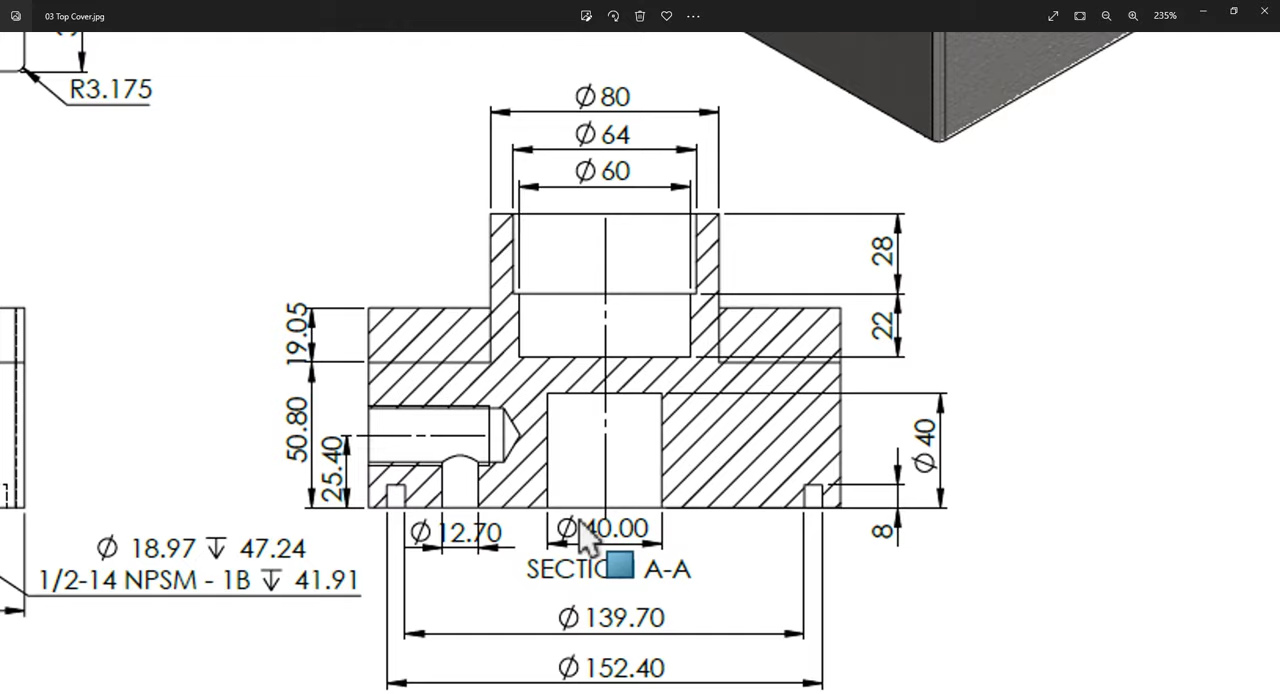 03 Top Cover.jpg
235%
R3.175
Ø 80
Ø 64
Ø 60
28
22
19.05
50.80
25.40
Ø 40
8
Ø 12.70
Ø 40.00
SECTIO A-A
Ø 18.97 ↧ 47.24
1/2-14 NPSM - 1B ↧ 41.91
Ø 139.70
Ø 152.40